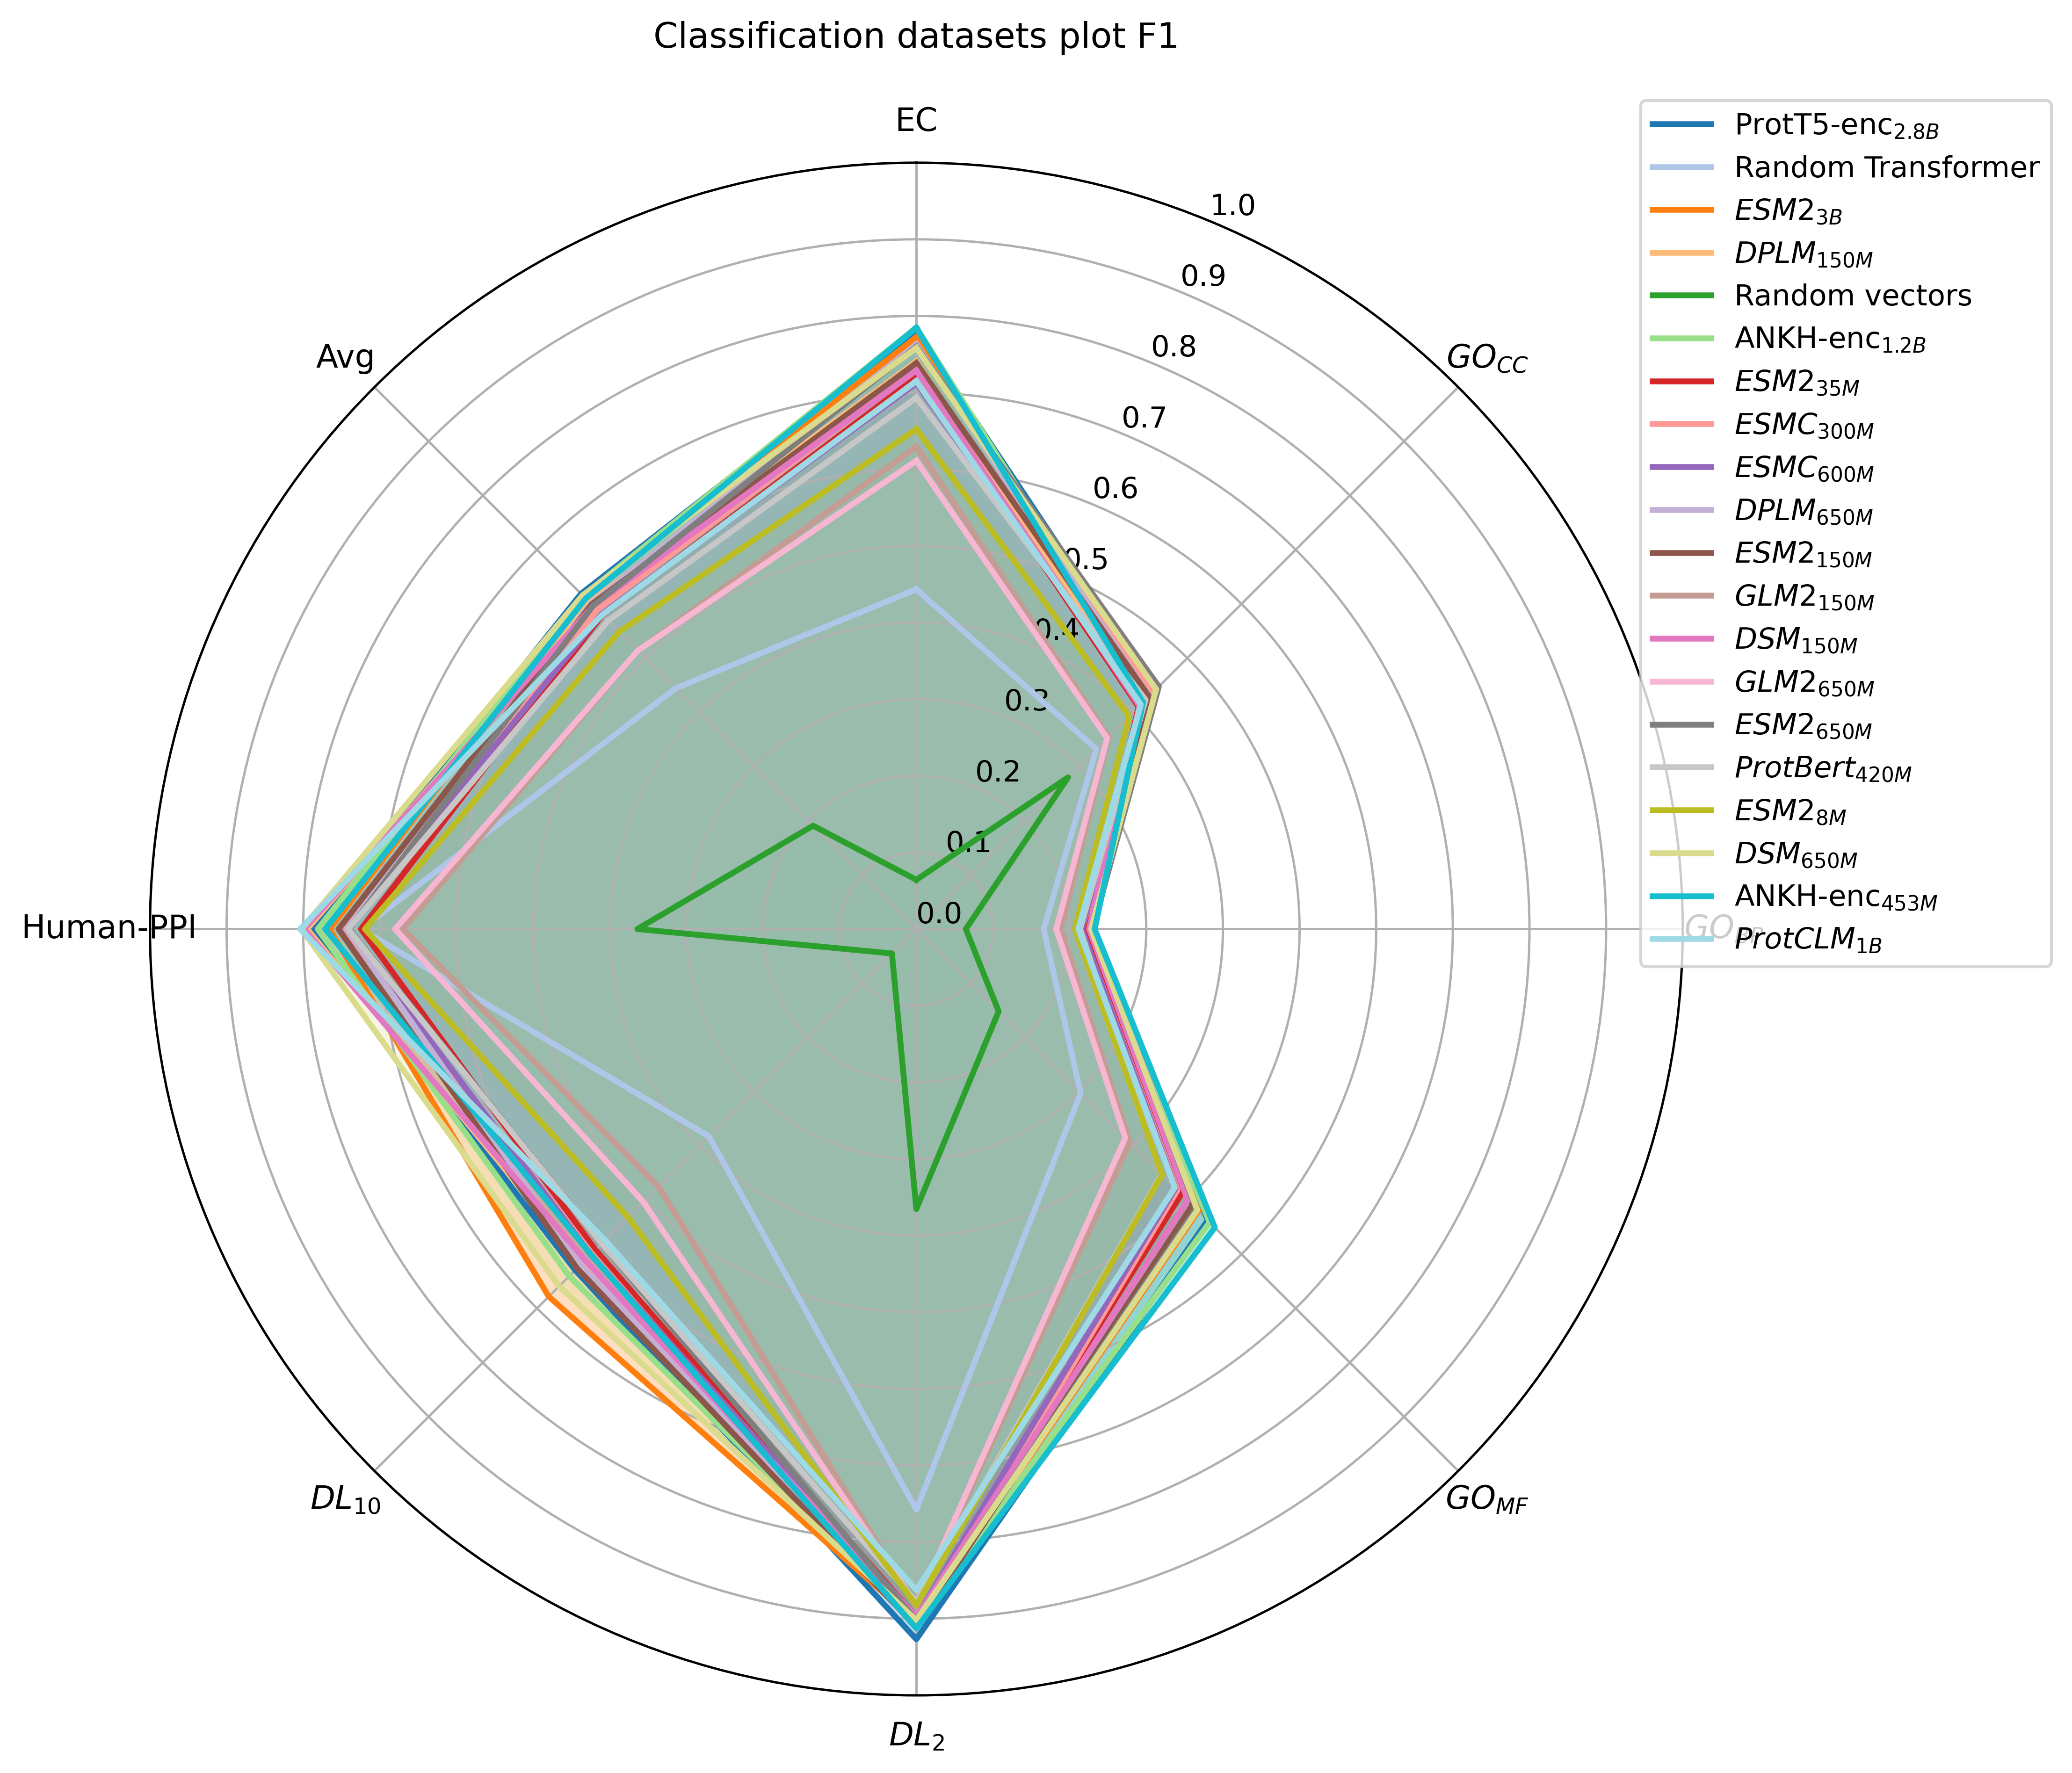 Classification datasets plot F1
EC
GO_CC
GO
GO_MF
DL_2
DL_10
Human-PPI
Avg
1.0
0.9
0.8
0.7
0.6
0.5
0.4
0.3
0.2
0.1
0.0
ProtT5-enc_2.8B
Random Transformer
ESM2_3B
DPLM_150M
Random vectors
ANKH-enc_1.2B
ESM2_35M
ESMC_300M
ESMC_600M
DPLM_650M
ESM2_150M
GLM2_150M
DSM_150M
GLM2_650M
ESM2_650M
ProtBert_420M
ESM2_8M
DSM_650M
ANKH-enc_453M
ProtCLM_1B